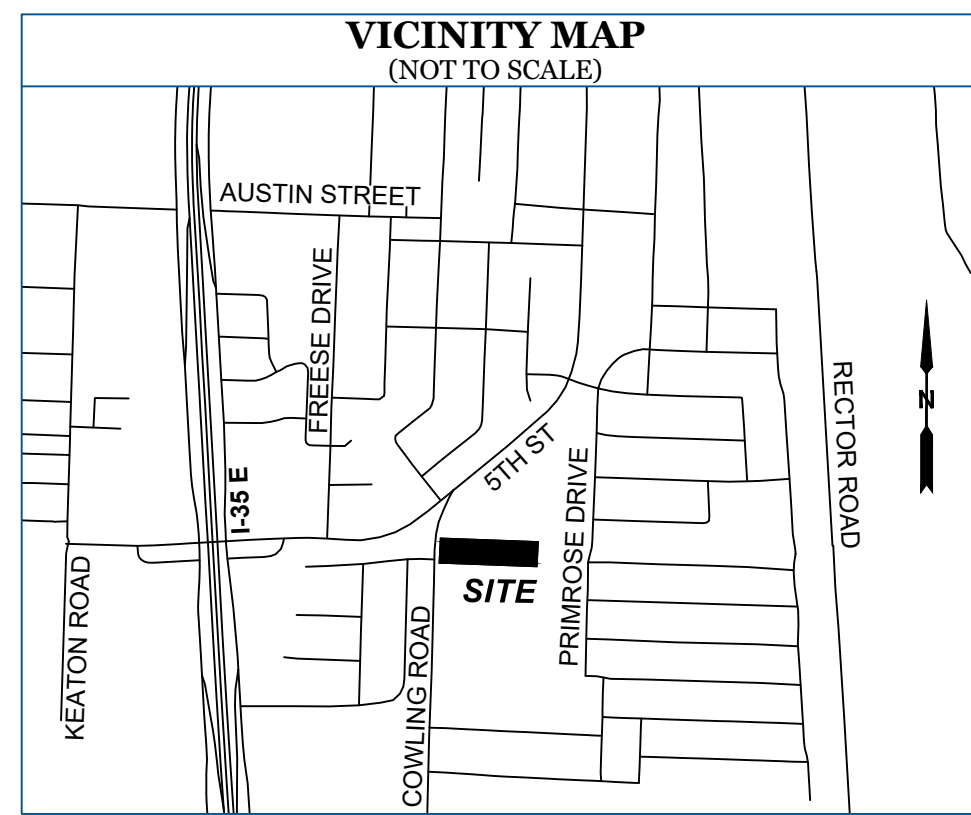 VICINITY MAP
(NOT TO SCALE)
AUSTIN STREET
FREESE DRIVE
5TH ST
RECTOR ROAD
N
PRIMROSE DRIVE
I-35 E
SITE
KEATON ROAD
COWLING ROAD